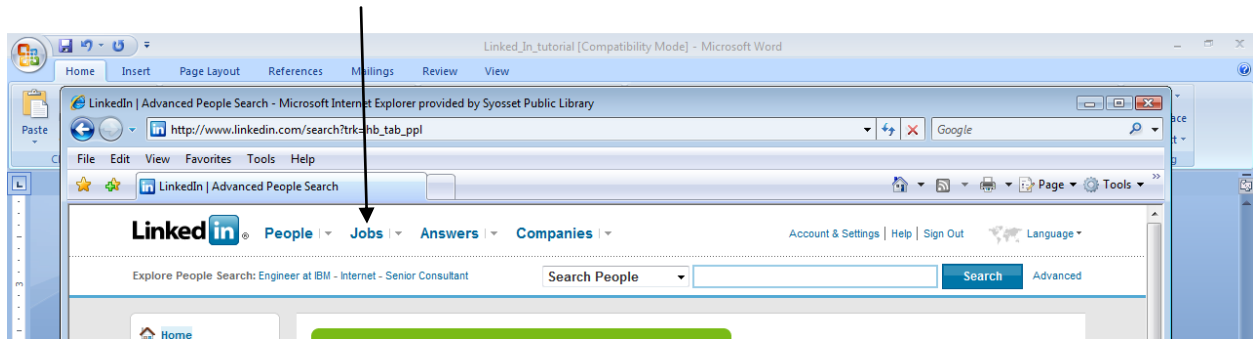 Linked_In_tutorial [Compatibility Mode] - Microsoft Word
Home Insert Page Layout References Mailings Review View
LinkedIn | Advanced People Search - Microsoft Internet Explorer provided by Syosset Public Library
Paste
http://www.linkedin.com/search?trk=hb_tab_ppl Google
File Edit View Favorites Tools Help
LinkedIn | Advanced People Search Page Tools
Linked in® People Jobs Answers Companies Account & Settings | Help | Sign Out Language
Explore People Search: Engineer at IBM - Internet - Senior Consultant Search People Search Advanced
Home